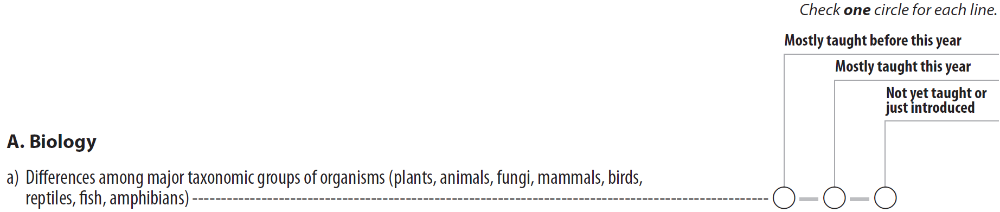 Check one circle for each line.
Mostly taught before this year
Mostly taught this year
Not yet taught or
just introduced
A. Biology
a) Differences among major taxonomic groups of organisms (plants, animals, fungi, mammals, birds,
reptiles, fish, amphibians)